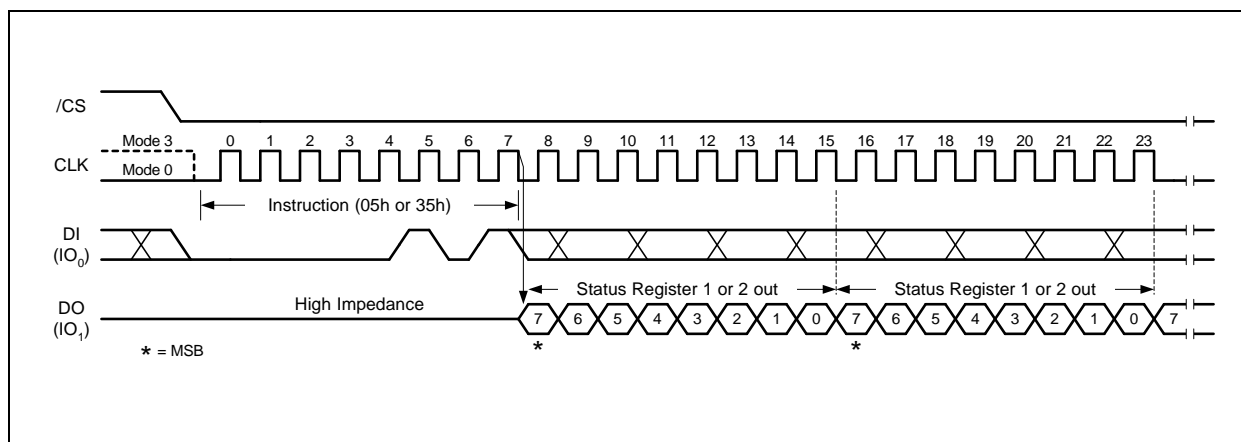 /CS
Mode 3 0 1 2 3 4 5 6 7 8 9 10 11 12 13 14 15 16 17 18 19 20 21 22 23
CLK
Mode 0
Instruction (05h or 35h)
DI
(IO0)
Status Register 1 or 2 out Status Register 1 or 2 out
High Impedance
DO 7 6 5 4 3 2 1 0 7 6 5 4 3 2 1 0 7
(IO1)
* *
* = MSB